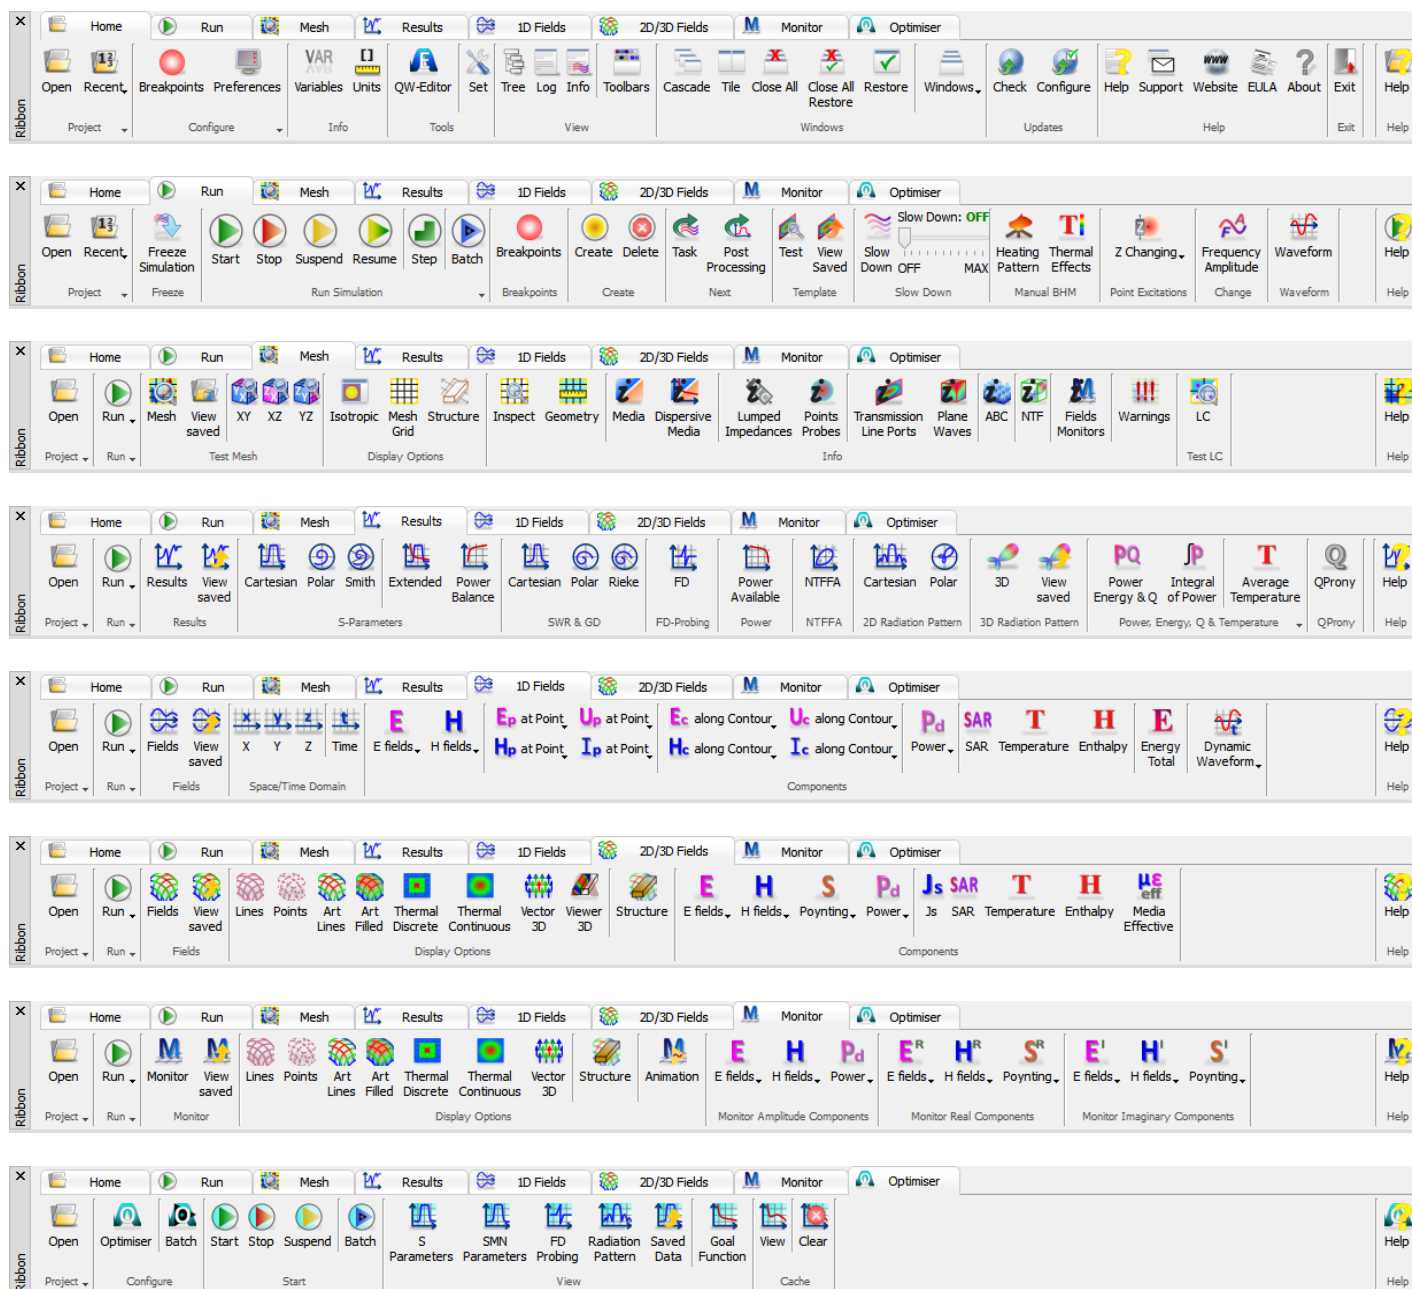 Home Run Mesh Results 1D Fields 2D/3D Fields Monitor Optimiser
Open Recent Breakpoints Preferences Variables Units QW-Editor Set Tree Log Info Toolbars Cascade Tile Close All Close All Restore Restore Windows Check Configure Help Support Website EULA About Exit Help
Project Configure Info Tools View Windows Updates Help Exit Help
Ribbon
Home Run Mesh Results 1D Fields 2D/3D Fields Monitor Optimiser
Slow Down: OFF
Open Recent Freeze Simulation Start Stop Suspend Resume Step Batch Breakpoints Create Delete Task Post Processing Test View Saved Slow Down OFF MAX Heating Pattern Thermal Effects Z Changing Frequency Amplitude Waveform Help
Project Freeze Run Simulation Breakpoints Create Next Template Slow Down Manual BHM Point Excitations Change Waveform Help
Ribbon
Home Run Mesh Results 1D Fields 2D/3D Fields Monitor Optimiser
Open Run Mesh View saved XY XZ YZ Isotropic Mesh Grid Structure Inspect Geometry Media Dispersive Media Lumped Impedances Points Probes Transmission Line Ports Plane Waves ABC NTF Fields Monitors Warnings LC Help
Project Run Test Mesh Display Options Info Test LC Help
Ribbon
Home Run Mesh Results 1D Fields 2D/3D Fields Monitor Optimiser
Open Run Results View saved Cartesian Polar Smith Extended Power Balance Cartesian Polar Rieke FD Power Available NTFFA Cartesian Polar 3D View saved Power Energy & Q Integral of Power Average Temperature QProny Help
Project Run Results S-Parameters SWR & GD FD-Probing Power NTFFA 2D Radiation Pattern 3D Radiation Pattern Power, Energy, Q & Temperature QProny Help
Ribbon
Home Run Mesh Results 1D Fields 2D/3D Fields Monitor Optimiser
Ep at Point Up at Point Ec along Contour Uc along Contour
Open Run Fields View saved X Y Z Time E fields H fields Hp at Point Ip at Point Hc along Contour Ic along Contour Power SAR Temperature Enthalpy Energy Total Dynamic Waveform Help
Project Run Fields Space/Time Domain Components Help
Ribbon
Home Run Mesh Results 1D Fields 2D/3D Fields Monitor Optimiser
Open Run Fields View saved Lines Points Art Lines Art Filled Thermal Discrete Thermal Continuous Vector 3D Viewer 3D Structure E fields H fields Poynting Power Js SAR Temperature Enthalpy Media Effective Help
Project Run Fields Display Options Components Help
Ribbon
Home Run Mesh Results 1D Fields 2D/3D Fields Monitor Optimiser
Open Run Monitor View saved Lines Points Art Lines Art Filled Thermal Discrete Thermal Continuous Vector 3D Structure Animation E fields H fields Power E fields H fields Poynting E fields H fields Poynting Help
Project Run Monitor Display Options Monitor Amplitude Components Monitor Real Components Monitor Imaginary Components Help
Ribbon
Home Run Mesh Results 1D Fields 2D/3D Fields Monitor Optimiser
Open Optimiser Batch Start Stop Suspend Batch S Parameters SMN Parameters FD Probing Radiation Pattern Saved Data Goal Function View Clear Help
Project Configure Start View Cache Help
Ribbon